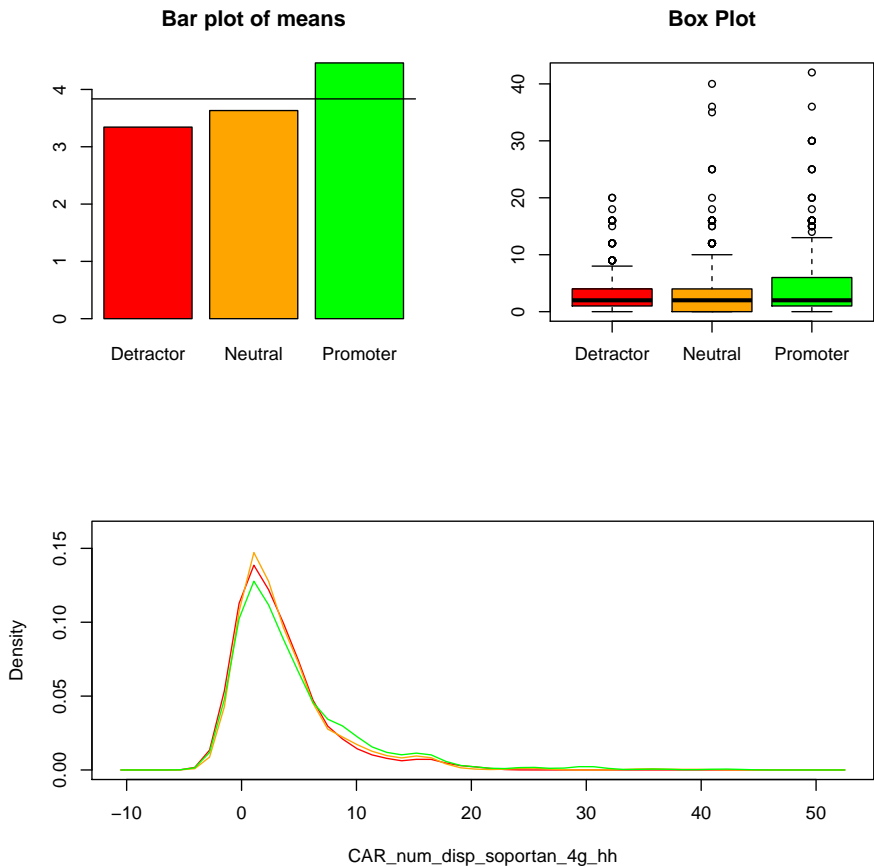 Bar plot of means
4
3
2
1
0
Detractor Neutral Promoter
Box Plot
40
30
20
10
0
Detractor Neutral Promoter
Density
0.15
0.10
0.05
0.00
−10 0 10 20 30 40 50
CAR_num_disp_soportan_4g_hh